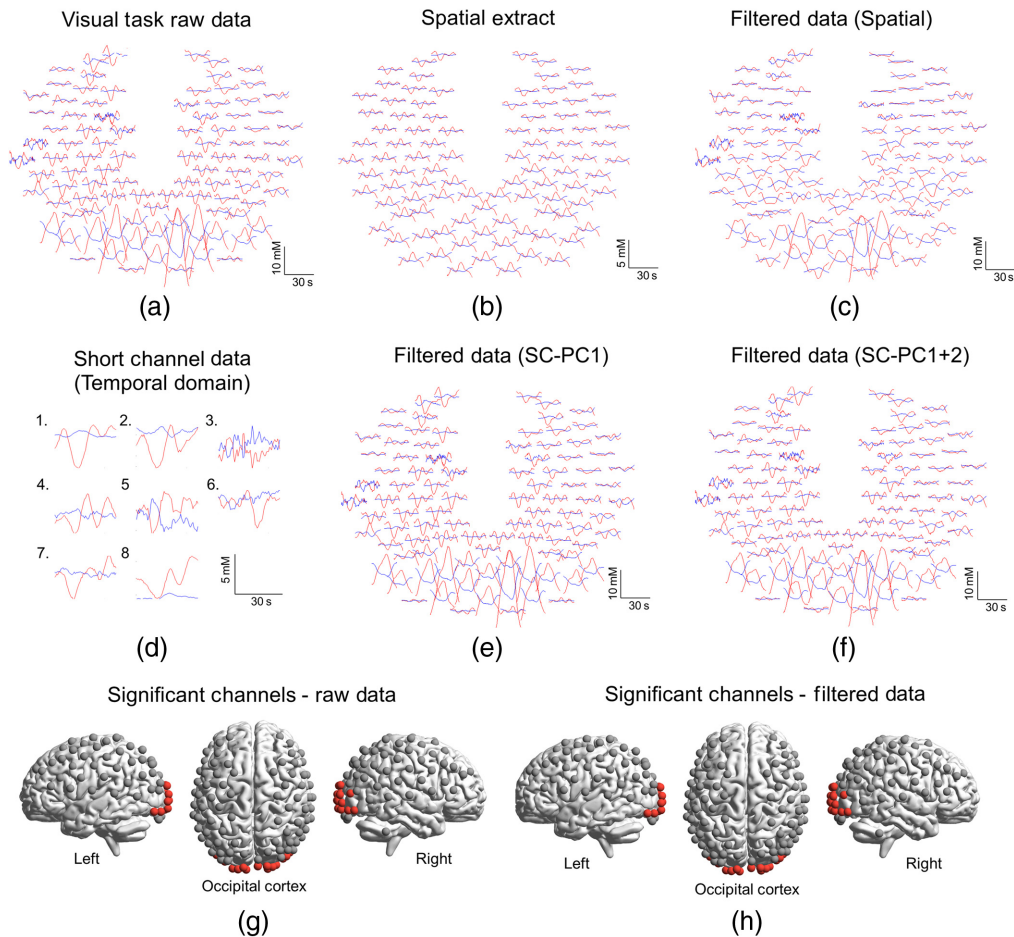 Visual task raw data
Spatial extract
Filtered data (Spatial)
10 mM
30 s
5 mM
30 s
10 mM
30 s
(a)
(b)
(c)
Short channel data
(Temporal domain)
Filtered data (SC-PC1)
Filtered data (SC-PC1+2)
1.
2.
3.
4.
5
6.
7.
8
5 mM
30 s
10 mM
30 s
10 mM
30 s
(d)
(e)
(f)
Significant channels - raw data
Significant channels - filtered data
Left
Right
Occipital cortex
Left
Right
Occipital cortex
(g)
(h)